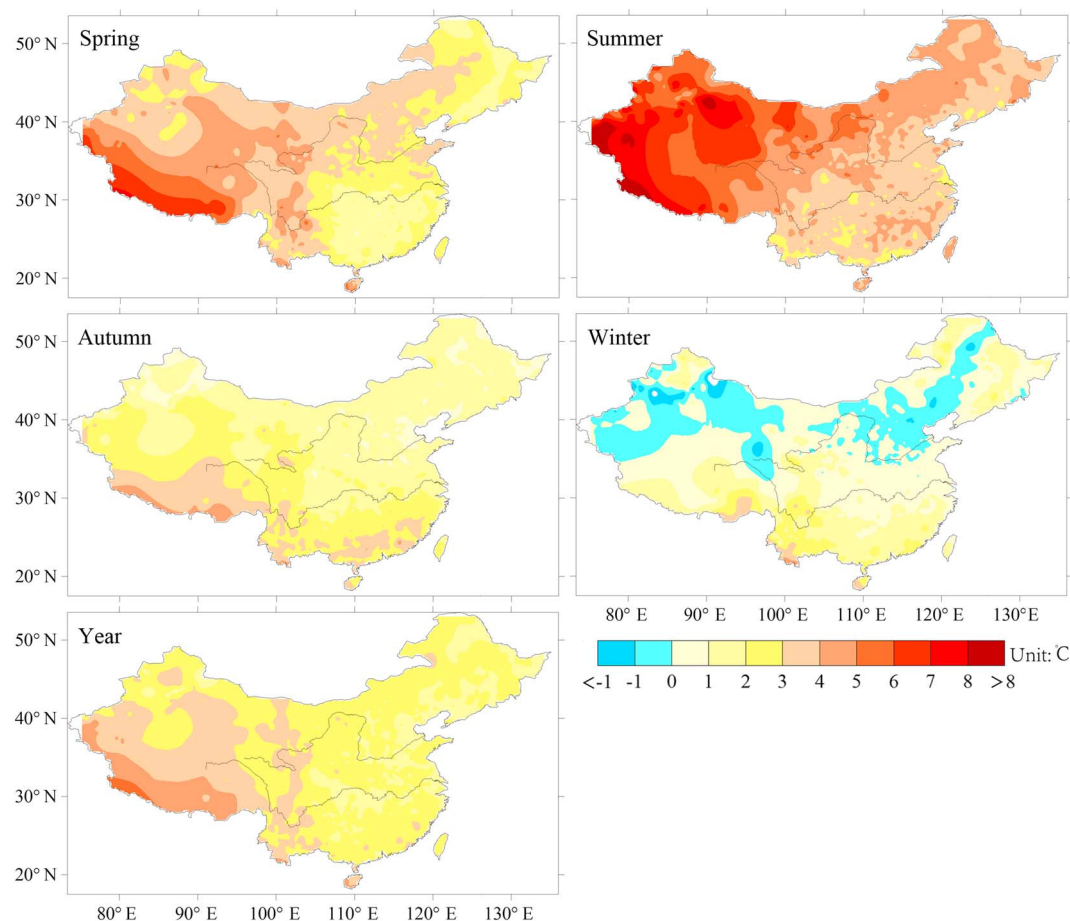 Spring
50° N
40° N
30° N
20° N
Summer
Autumn
50° N
40° N
30° N
20° N
Winter
80° E 90° E 100° E 110° E 120° E 130° E
Year
50° N
40° N
30° N
20° N
80° E 90° E 100° E 110° E 120° E 130° E
Unit: ℃
<-1 -1 0 1 2 3 4 5 6 7 8 >8